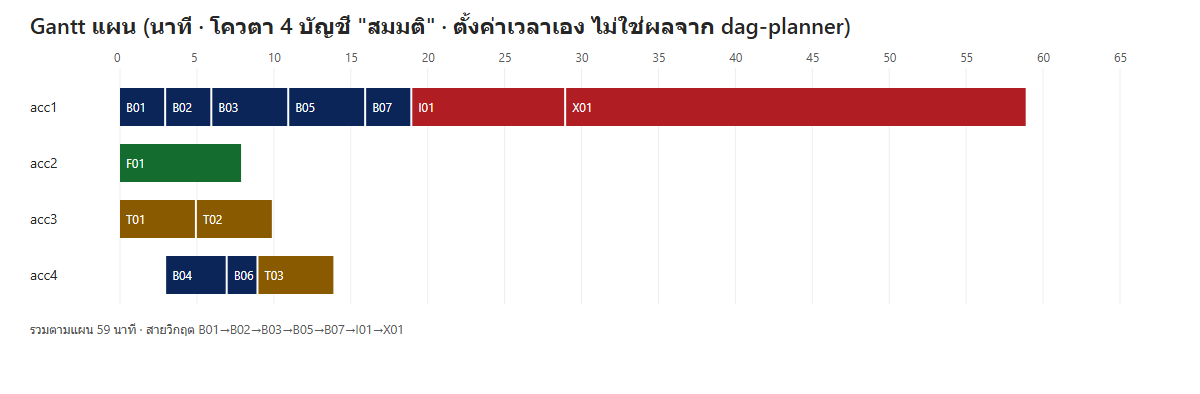 Gantt แผน (นาที · โควตา 4 บัญชี "สมมติ" · ตั้งค่าเวลาเอง ไม่ใช่ผลจาก dag-planner)
0 5 10 15 20 25 30 35 40 45 50 55 60 65
acc1 B01 B02 B03 B05 B07 I01 X01
acc2 F01
acc3 T01 T02
acc4 B04 B06 T03
รวมตามแผน 59 นาที · สายวิกฤต B01→B02→B03→B05→B07→I01→X01